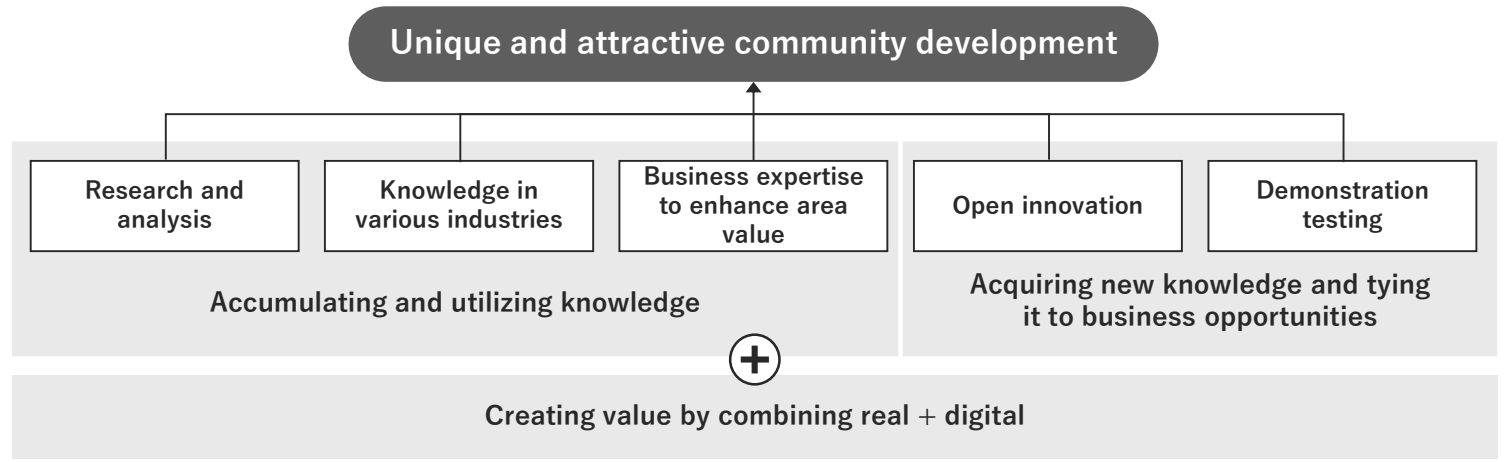 Unique and attractive community development
Research and
analysis
Knowledge in
various industries
Business expertise
to enhance area
value
Open innovation
Demonstration
testing
Accumulating and utilizing knowledge
Acquiring new knowledge and tying
it to business opportunities
+
Creating value by combining real + digital